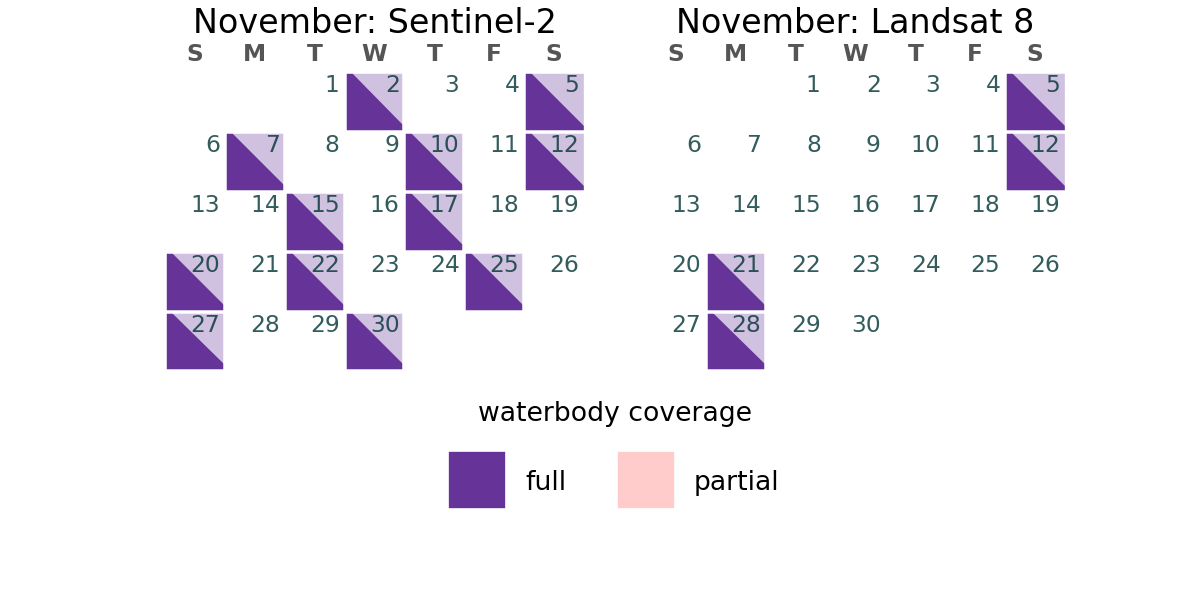 November: Sentinel-2
S M T W T F S
1 2 3 4 5
6 7 8 9 10 11 12
13 14 15 16 17 18 19
20 21 22 23 24 25 26
27 28 29 30
November: Landsat 8
S M T W T F S
1 2 3 4 5
6 7 8 9 10 11 12
13 14 15 16 17 18 19
20 21 22 23 24 25 26
27 28 29 30
waterbody coverage
full partial